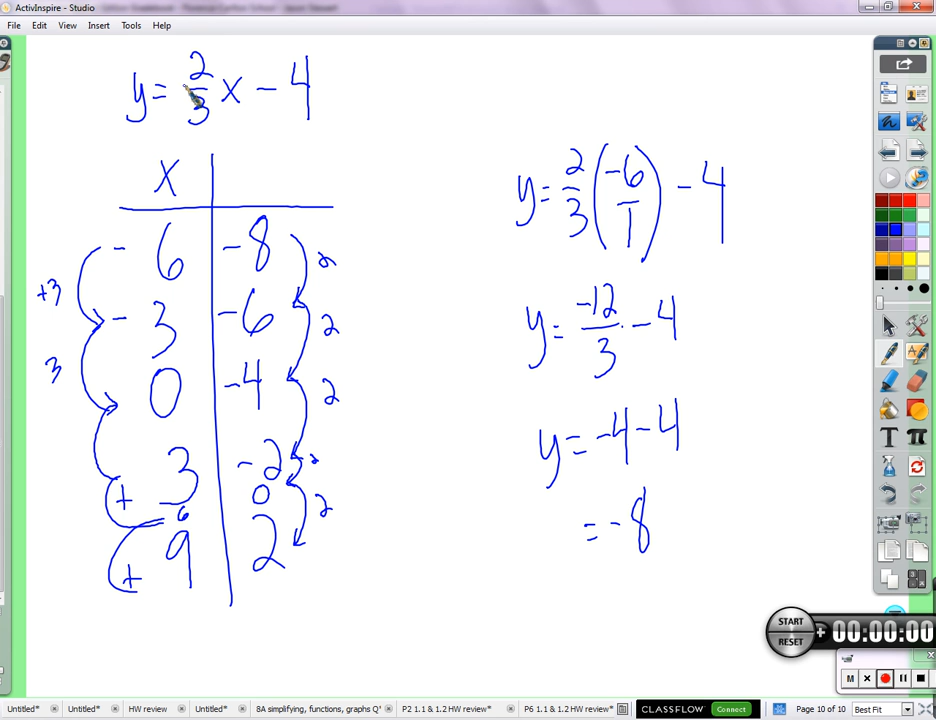 ActivInspire - Studio
File Edit View Insert Tools Help
y = 2/3 x - 4
x
-6 -8
-3 -6
0 -4
3 -2
6 0
9 2
+3
3
+
+
2
2
2
2
2
y = 2/3 (-6/1) - 4
y = -12/3 - 4
y = -4 - 4
= -8
START
RESET
+ 00:00:00
M
Untitled* Untitled* HW review Untitled* 8A simplifying, functions, graphs Q* P2 1.1 & 1.2 HW review* P6 1.1 & 1.2 HW review* CLASSFLOW Connect Page 10 of 10 Best Fit